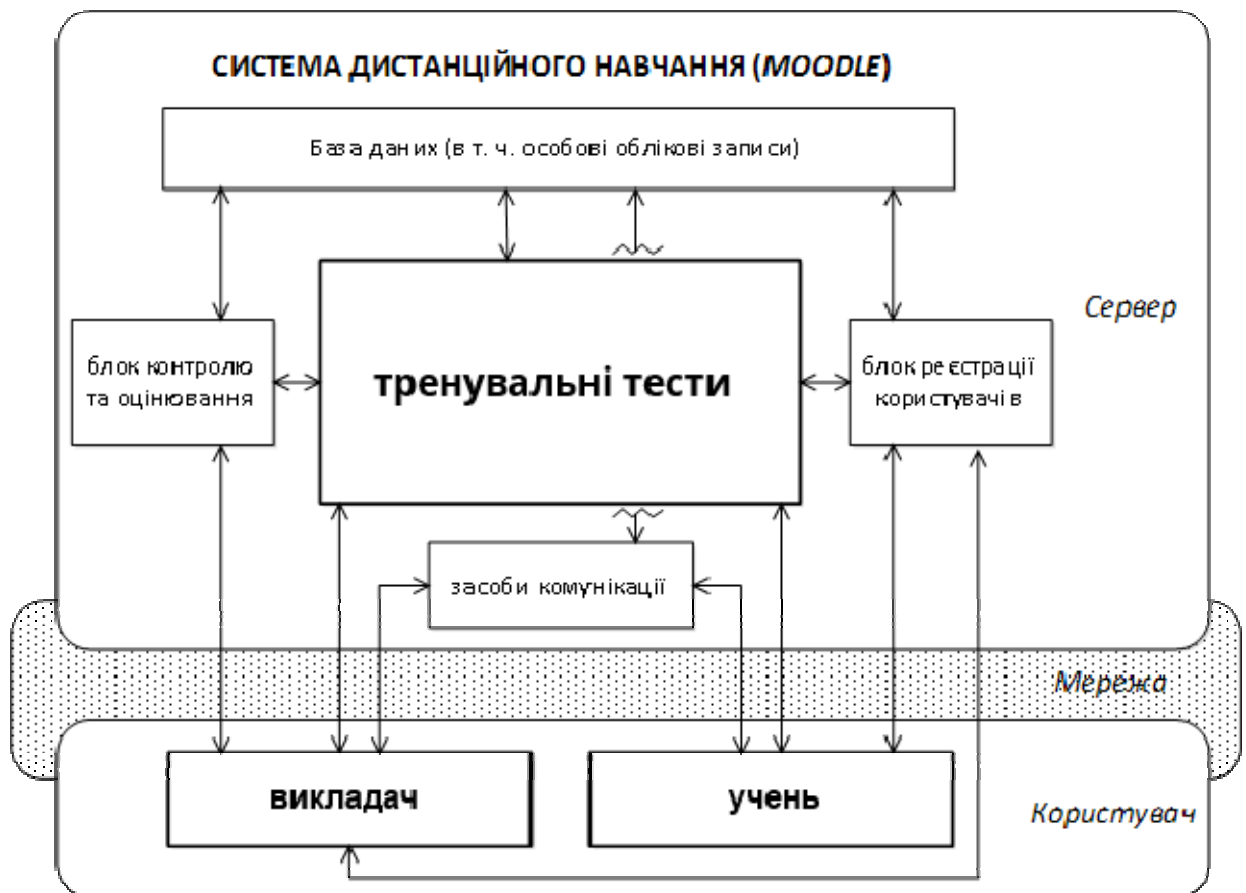 СИСТЕМА ДИСТАНЦІЙНОГО НАВЧАННЯ (MOODLE)
База даних (в т. ч. особові облікові записи)
Сервер
блок контролю
та оцінювання
тренувальні тести
блок реєстрації
користувачів
засоби комунікації
Мережа
викладач
учень
Користувач